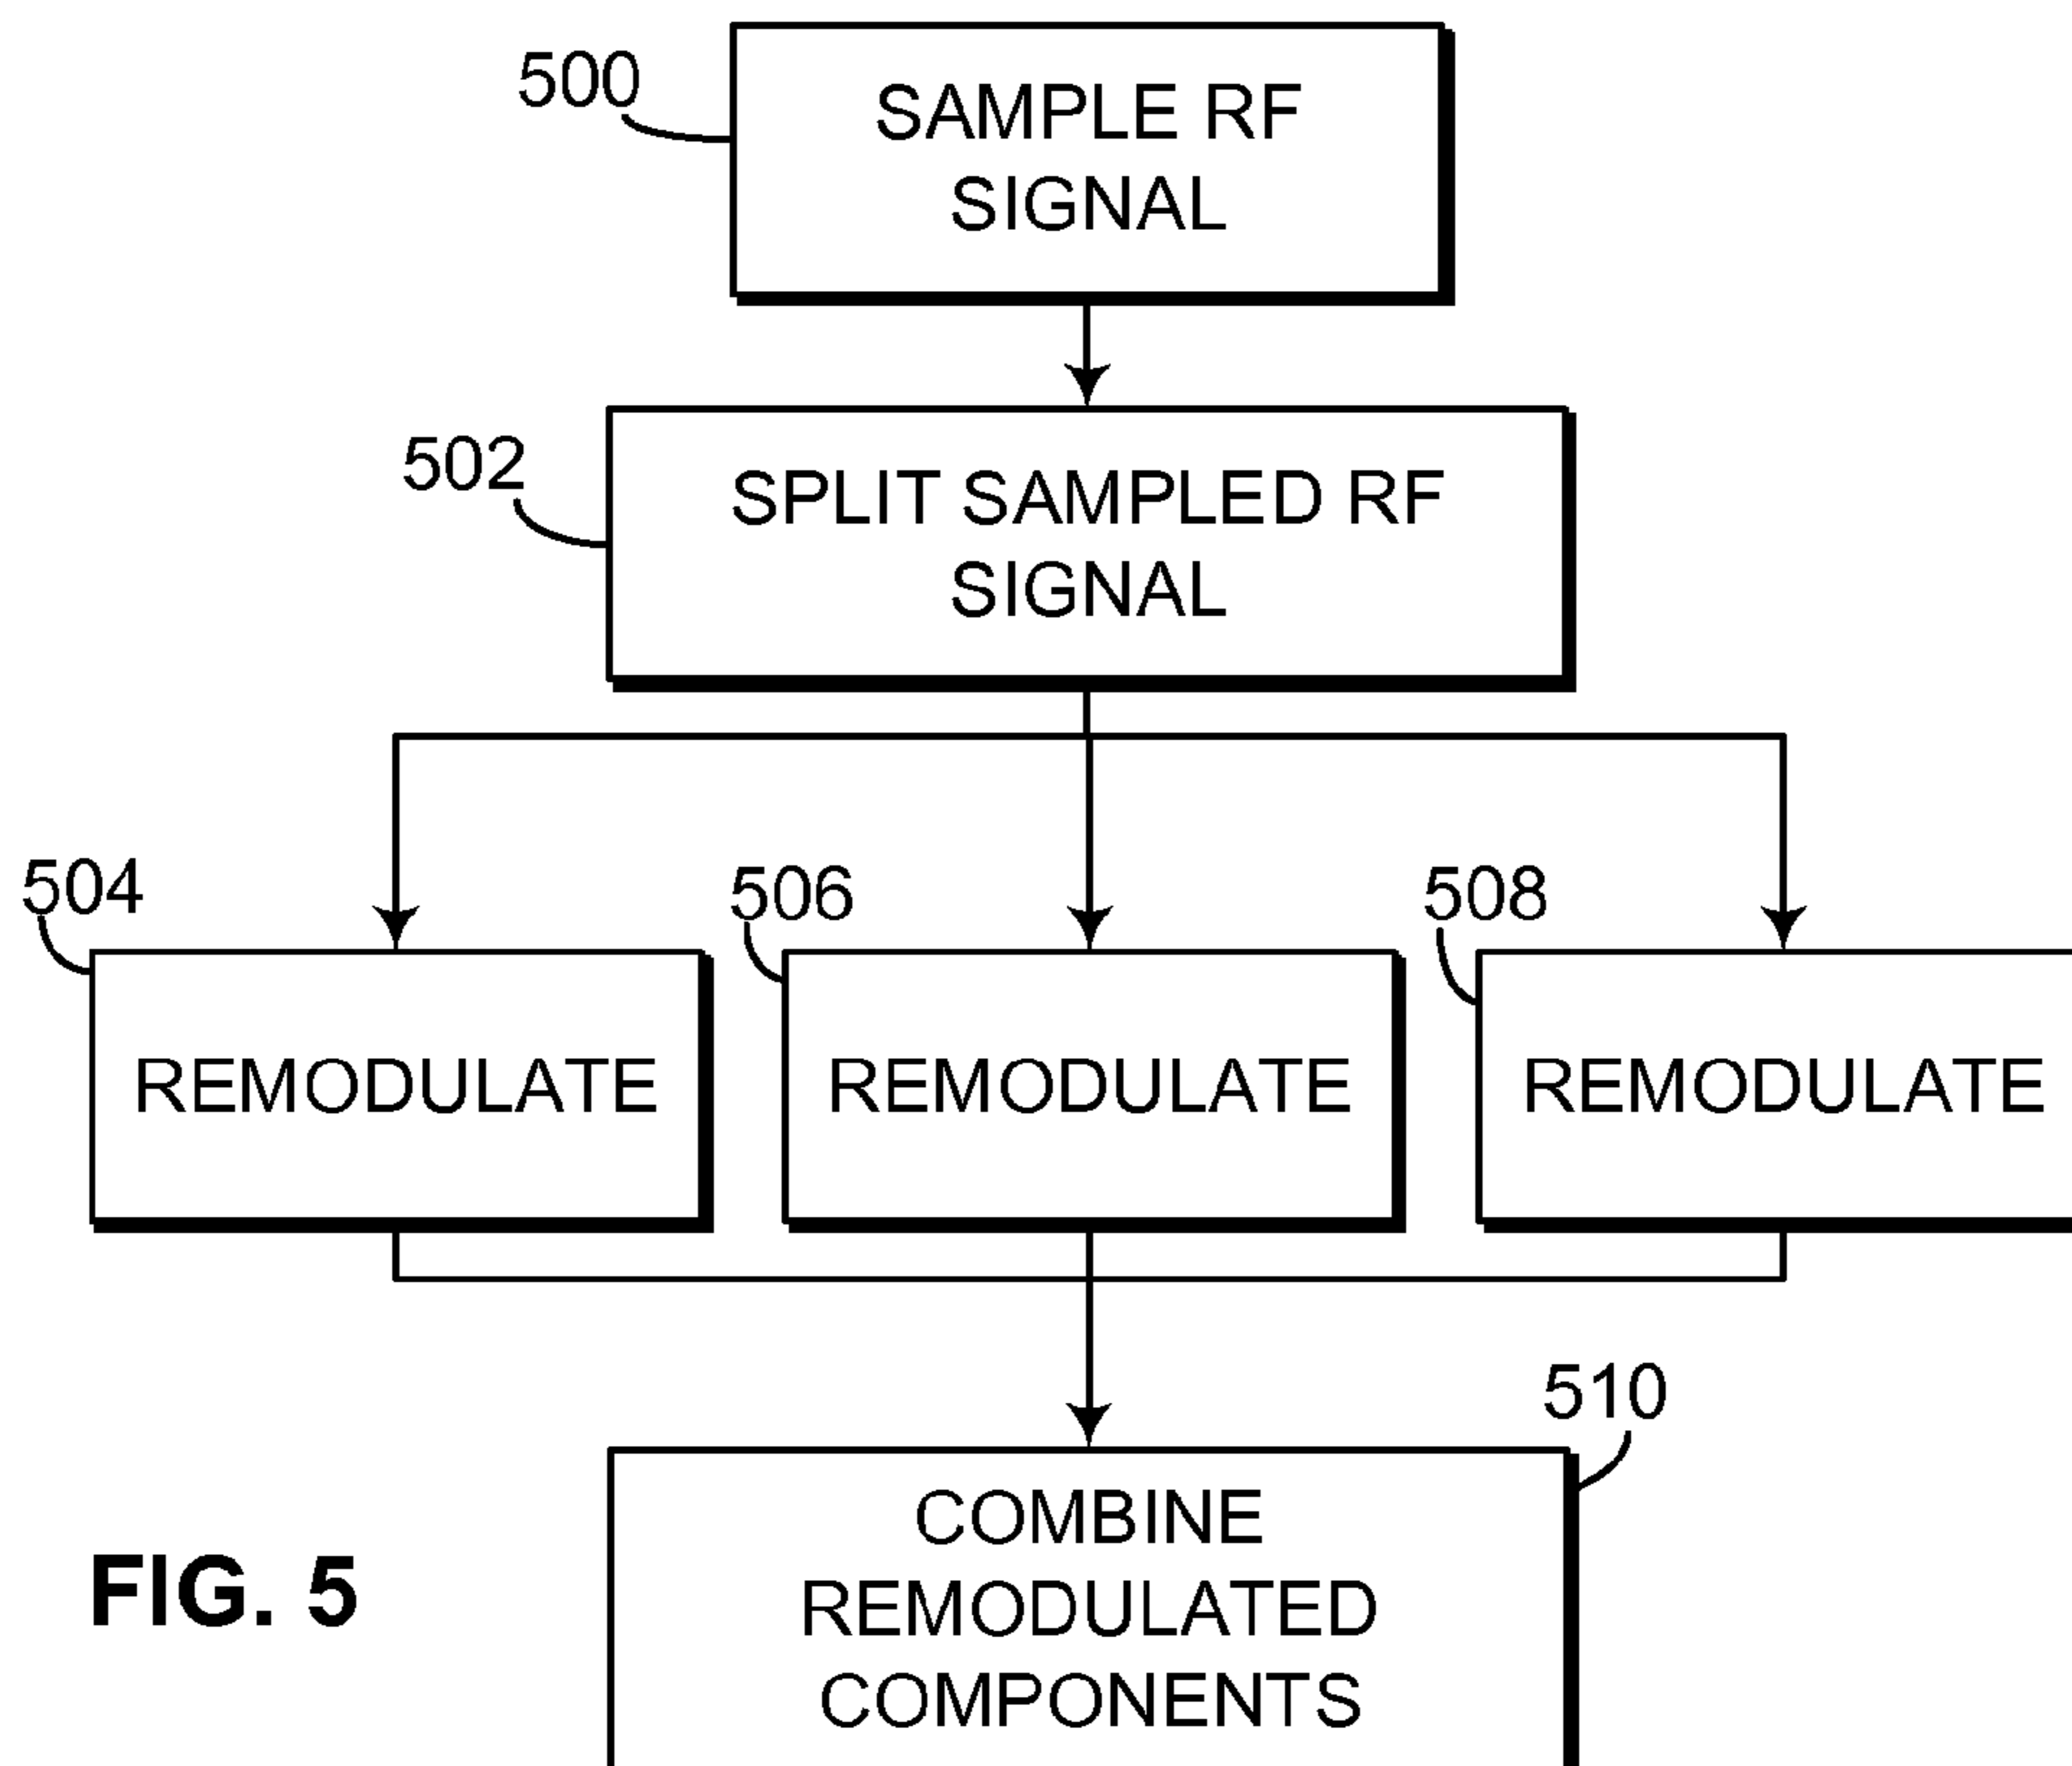 500
SAMPLE RF
SIGNAL
502
SPLIT SAMPLED RF
SIGNAL
504
506
508
REMODULATE
REMODULATE
REMODULATE
510
COMBINE
REMODULATED
COMPONENTS
FIG. 5